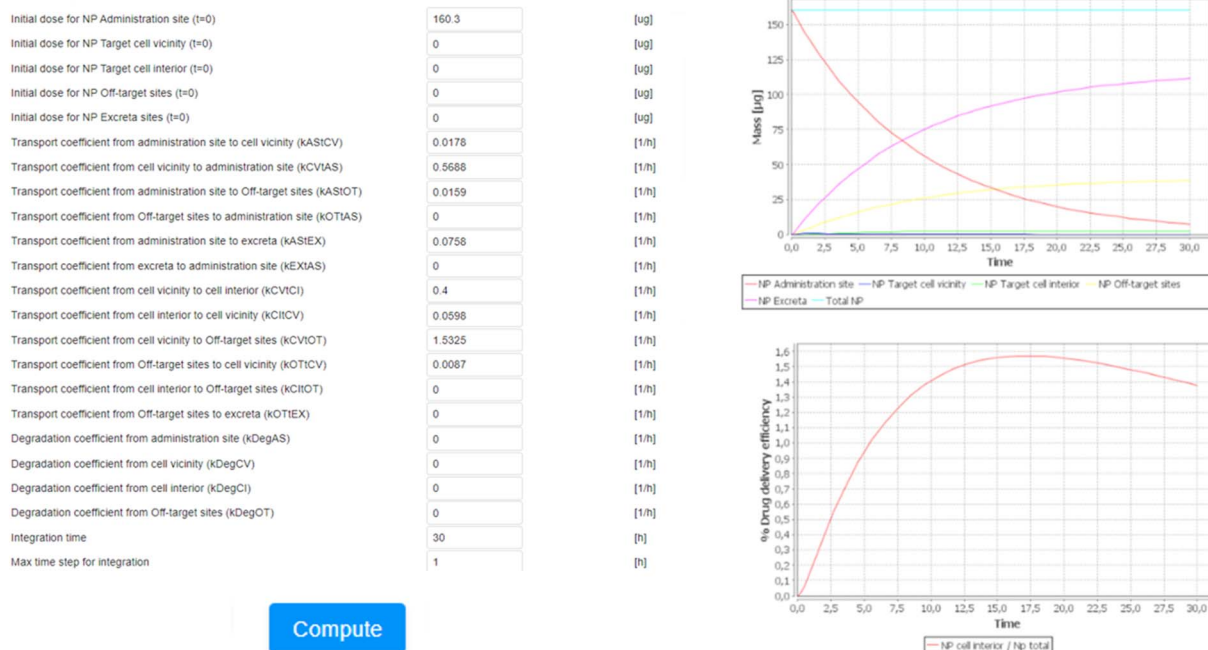 Initial dose for NP Administration site (t=0) 160.3 [ug]
Initial dose for NP Target cell vicinity (t=0) 0 [ug]
Initial dose for NP Target cell interior (t=0) 0 [ug]
Initial dose for NP Off-target sites (t=0) 0 [ug]
Initial dose for NP Excreta sites (t=0) 0 [ug]
Transport coefficient from administration site to cell vicinity (kAStCV) 0.0178 [1/h]
Transport coefficient from cell vicinity to administration site (kCVtAS) 0.5688 [1/h]
Transport coefficient from administration site to Off-target sites (kAStOT) 0.0159 [1/h]
Transport coefficient from Off-target sites to administration site (kOTtAS) 0 [1/h]
Transport coefficient from administration site to excreta (kAStEX) 0.0758 [1/h]
Transport coefficient from excreta to administration site (kEXtAS) 0 [1/h]
Transport coefficient from cell vicinity to cell interior (kCVtCI) 0.4 [1/h]
Transport coefficient from cell interior to cell vicinity (kCItCV) 0.0598 [1/h]
Transport coefficient from cell vicinity to Off-target sites (kCVtOT) 1.5325 [1/h]
Transport coefficient from Off-target sites to cell vicinity (kOTtCV) 0.0087 [1/h]
Transport coefficient from cell interior to Off-target sites (kCItOT) 0 [1/h]
Transport coefficient from Off-target sites to excreta (kOTtEX) 0 [1/h]
Degradation coefficient from administration site (kDegAS) 0 [1/h]
Degradation coefficient from cell vicinity (kDegCV) 0 [1/h]
Degradation coefficient from cell interior (kDegCI) 0 [1/h]
Degradation coefficient from Off-target sites (kDegOT) 0 [1/h]
Integration time 30 [h]
Max time step for integration 1 [h]
Compute
Mass [µg]
150
125
100
75
50
25
0
0,0 2,5 5,0 7,5 10,0 12,5 15,0 17,5 20,0 22,5 25,0 27,5 30,0
Time
NP Administration site NP Target cell vicinity NP Target cell interior NP Off-target sites
NP Excreta Total NP
% Drug delivery efficiency
1,6
1,5
1,4
1,3
1,2
1,1
1,0
0,9
0,8
0,7
0,6
0,5
0,4
0,3
0,2
0,1
0,0
0,0 2,5 5,0 7,5 10,0 12,5 15,0 17,5 20,0 22,5 25,0 27,5 30,0
Time
NP cell interior / Np total